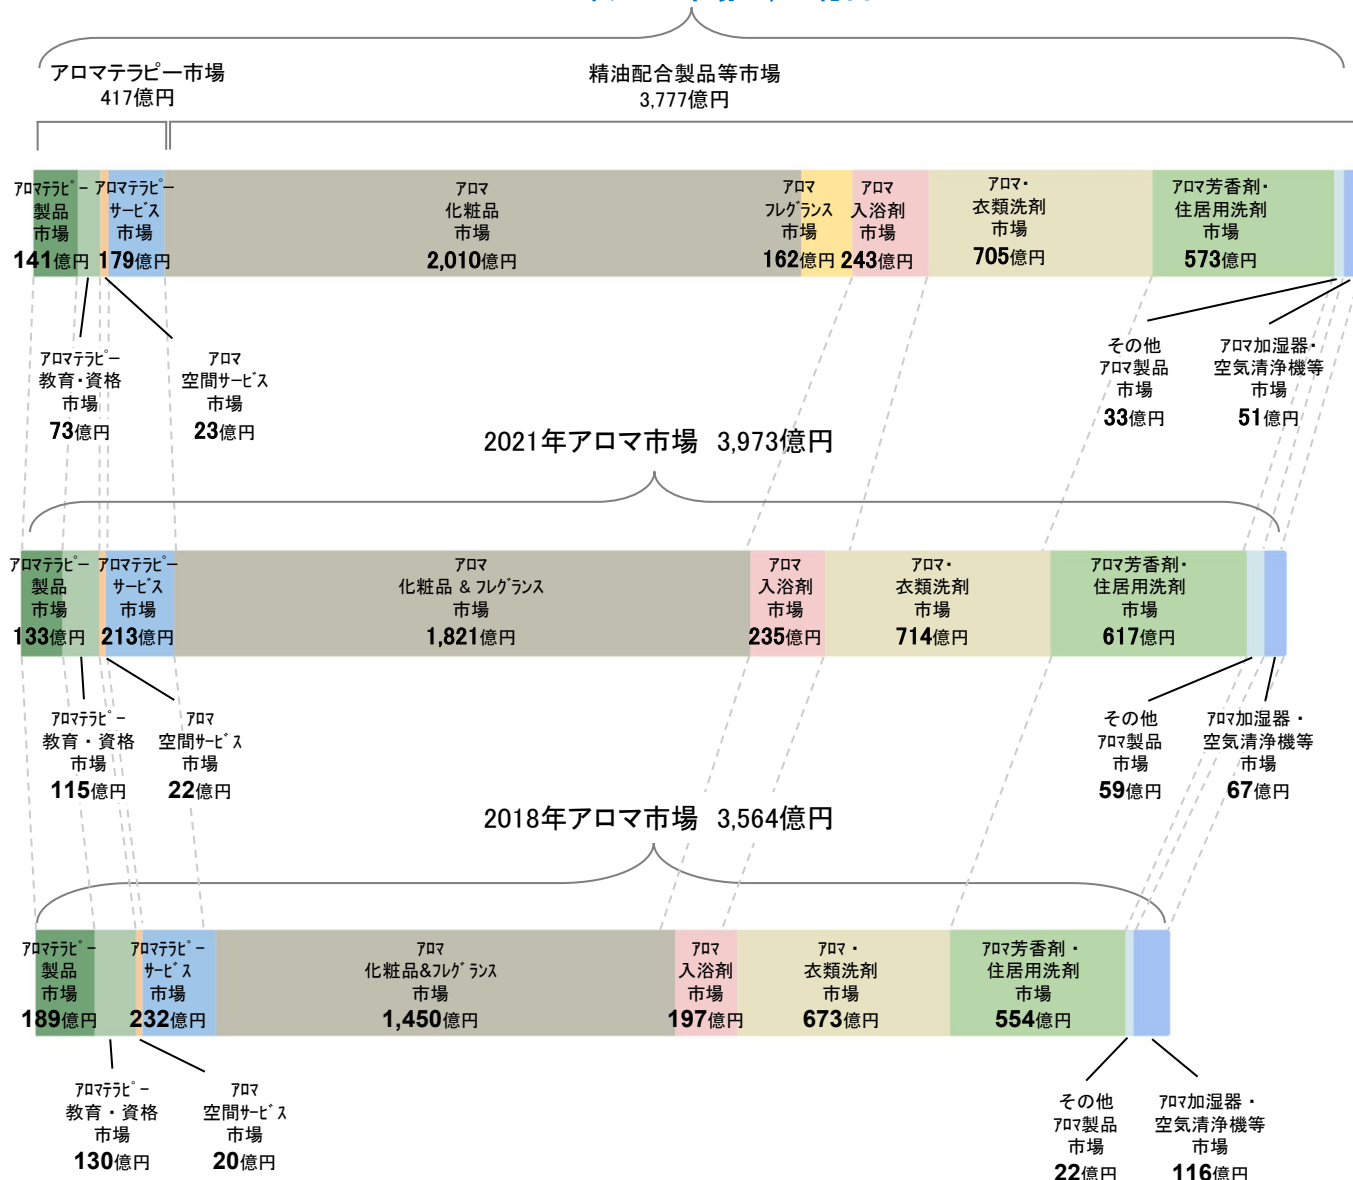 アロマテラピー市場
417億円
精油配合製品等市場
3,777億円
ｱﾛﾏﾃﾗﾋﾟｰ
製品
市場
141億円
ｱﾛﾏﾃﾗﾋﾟｰ
ｻｰﾋﾞｽ
市場
179億円
ｱﾛﾏ
化粧品
市場
2,010億円
ｱﾛﾏ
ﾌﾚｸﾞﾗﾝｽ
市場
162億円
ｱﾛﾏ
入浴剤
市場
243億円
ｱﾛﾏ・
衣類洗剤
市場
705億円
ｱﾛﾏ芳香剤・
住居用洗剤
市場
573億円
ｱﾛﾏﾃﾗﾋﾟｰ
教育・資格
市場
73億円
ｱﾛﾏ
空間ｻｰﾋﾞｽ
市場
23億円
その他
ｱﾛﾏ製品
市場
33億円
ｱﾛﾏ加湿器・
空気清浄機等
市場
51億円
2021年アロマ市場 3,973億円
ｱﾛﾏﾃﾗﾋﾟｰ
製品
市場
133億円
ｱﾛﾏﾃﾗﾋﾟｰ
ｻｰﾋﾞｽ
市場
213億円
ｱﾛﾏ
化粧品 & ﾌﾚｸﾞﾗﾝｽ
市場
1,821億円
ｱﾛﾏ
入浴剤
市場
235億円
ｱﾛﾏ・
衣類洗剤
市場
714億円
ｱﾛﾏ芳香剤・
住居用洗剤
市場
617億円
ｱﾛﾏﾃﾗﾋﾟｰ
教育・資格
市場
115億円
ｱﾛﾏ
空間ｻｰﾋﾞｽ
市場
22億円
その他
ｱﾛﾏ製品
市場
59億円
ｱﾛﾏ加湿器・
空気清浄機等
市場
67億円
2018年アロマ市場 3,564億円
ｱﾛﾏﾃﾗﾋﾟｰ
製品
市場
189億円
ｱﾛﾏﾃﾗﾋﾟｰ
ｻｰﾋﾞｽ
市場
232億円
ｱﾛﾏ
化粧品&ﾌﾚｸﾞﾗﾝｽ
市場
1,450億円
ｱﾛﾏ
入浴剤
市場
197億円
ｱﾛﾏ・
衣類洗剤
市場
673億円
ｱﾛﾏ芳香剤・
住居用洗剤
市場
554億円
ｱﾛﾏﾃﾗﾋﾟｰ
教育・資格
市場
130億円
ｱﾛﾏ
空間ｻｰﾋﾞｽ
市場
20億円
その他
ｱﾛﾏ製品
市場
22億円
ｱﾛﾏ加湿器・
空気清浄機等
市場
116億円